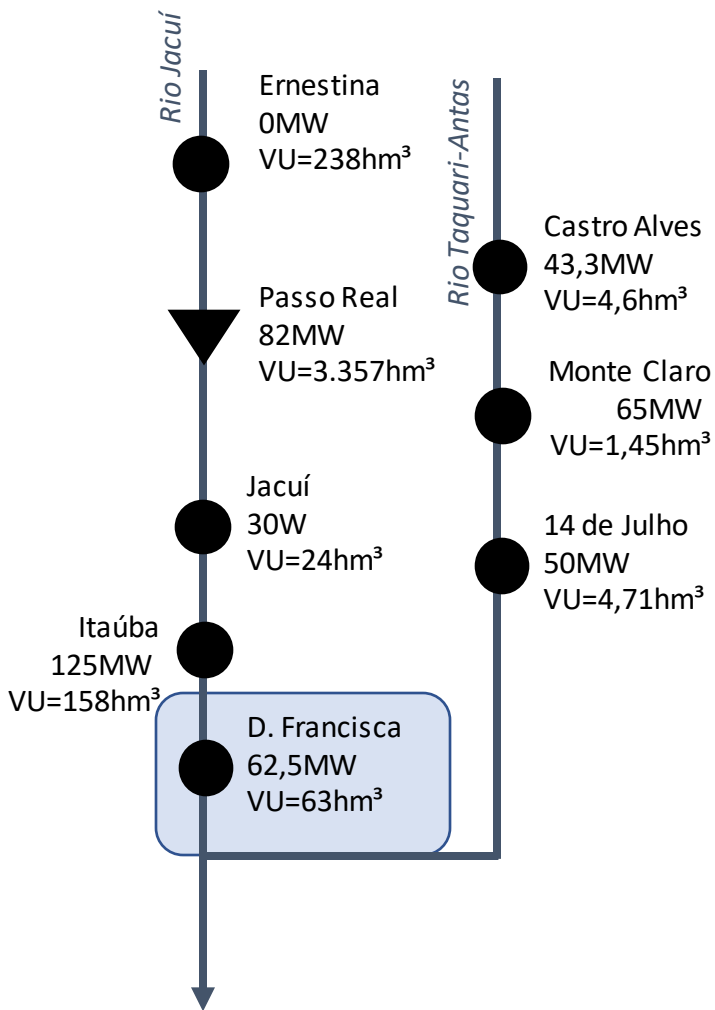 Rio Jacuí
Ernestina
0MW
VU=238hm³
Rio Taquari-Antas
Castro Alves
43,3MW
VU=4,6hm³
Passo Real
82MW
VU=3.357hm³
Monte Claro
65MW
VU=1,45hm³
Jacuí
30W
VU=24hm³
14 de Julho
50MW
VU=4,71hm³
Itaúba
125MW
VU=158hm³
D. Francisca
62,5MW
VU=63hm³